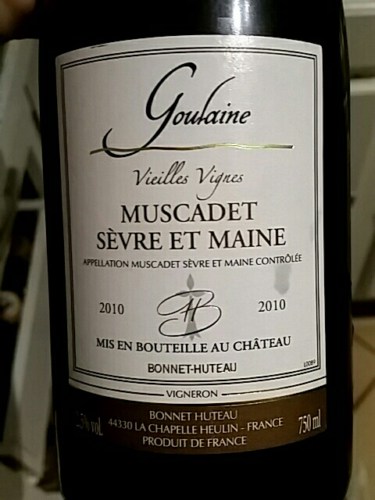 Goulaine
Vieilles Vignes
MUSCADET
SÈVRE ET MAINE
APPELLATION MUSCADET SÈVRE ET MAINE CONTRÔLÉE
2010 2010
MIS EN BOUTEILLE AU CHÂTEAU
BONNET-HUTEAU
VIGNERON
BONNET HUTEAU
44330 LA CHAPELLE HEULIN - FRANCE
PRODUIT DE FRANCE
750 ml